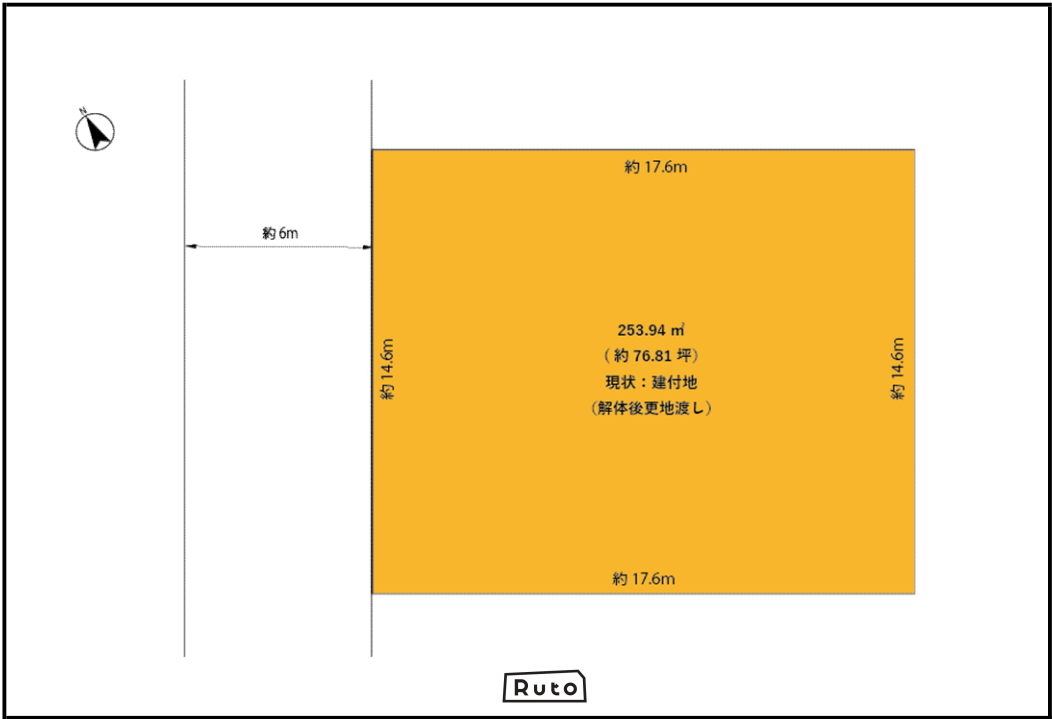 N
約 17.6m
約 6m
約 14.6m
253.94 ㎡
（ 約 76.81 坪）
現状：建付地
（解体後更地渡し）
約 14.6m
約 17.6m
Ruto